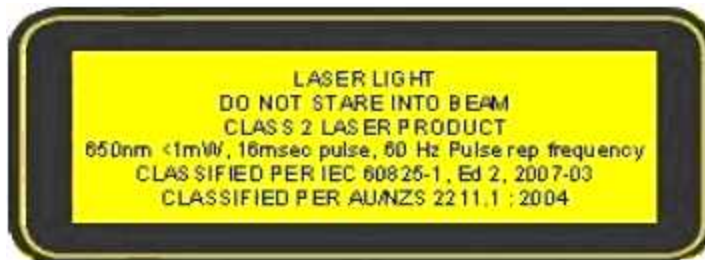 LASER LIGHT
DO NOT STARE INTO BEAM
CLASS 2 LASER PRODUCT
650nm <1mW, 16msec pulse, 60 Hz Pulse rep frequency
CLASSIFIED PER IEC 60825-1, Ed 2, 2007-03
CLASSIFIED PER AU/NZS 2211.1 : 2004